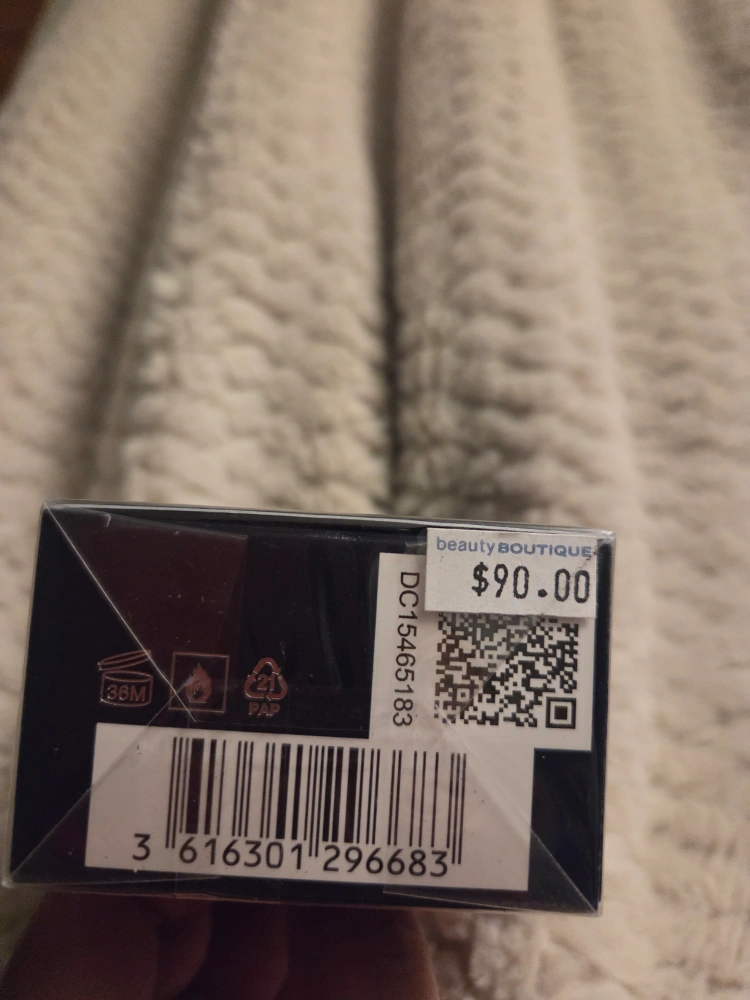 beauty BOUTIQUE
$90.00
DC15465183
36M
21
PAP
3 616301 296683